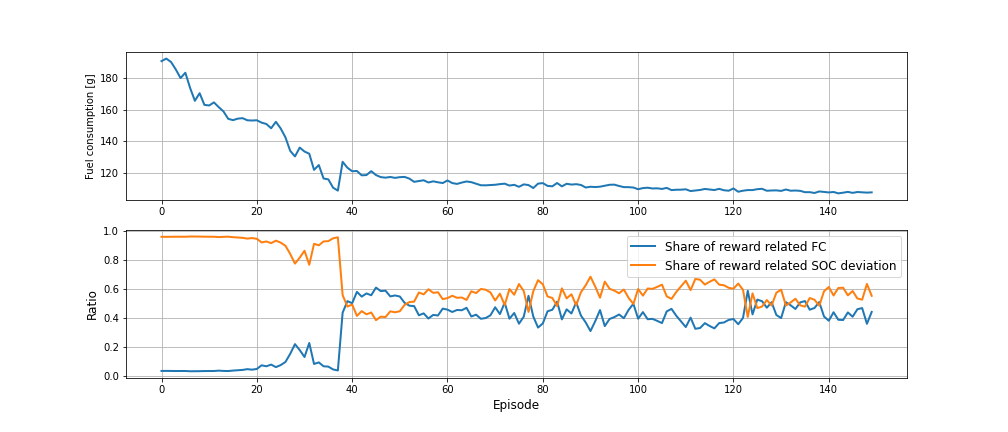 Fuel consumption [g]
180
160
140
120
0 20 40 60 80 100 120 140
Ratio
1.0
0.8
0.6
0.4
0.2
0.0
Share of reward related FC
Share of reward related SOC deviation
0 20 40 60 80 100 120 140
Episode